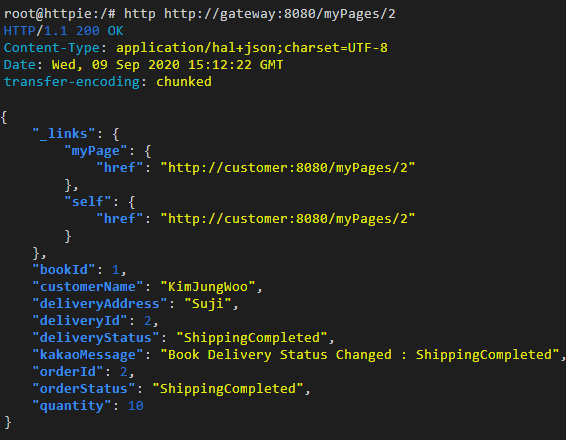 root@httpie:/# http http://gateway:8080/myPages/2
HTTP/1.1 200 OK
Content-Type: application/hal+json;charset=UTF-8
Date: Wed, 09 Sep 2020 15:12:22 GMT
transfer-encoding: chunked

{
    "_links": {
        "myPage": {
            "href": "http://customer:8080/myPages/2"
        },
        "self": {
            "href": "http://customer:8080/myPages/2"
        }
    },
    "bookId": 1,
    "customerName": "KimJungWoo",
    "deliveryAddress": "Suji",
    "deliveryId": 2,
    "deliveryStatus": "ShippingCompleted",
    "kakaoMessage": "Book Delivery Status Changed : ShippingCompleted",
    "orderId": 2,
    "orderStatus": "ShippingCompleted",
    "quantity": 10
}